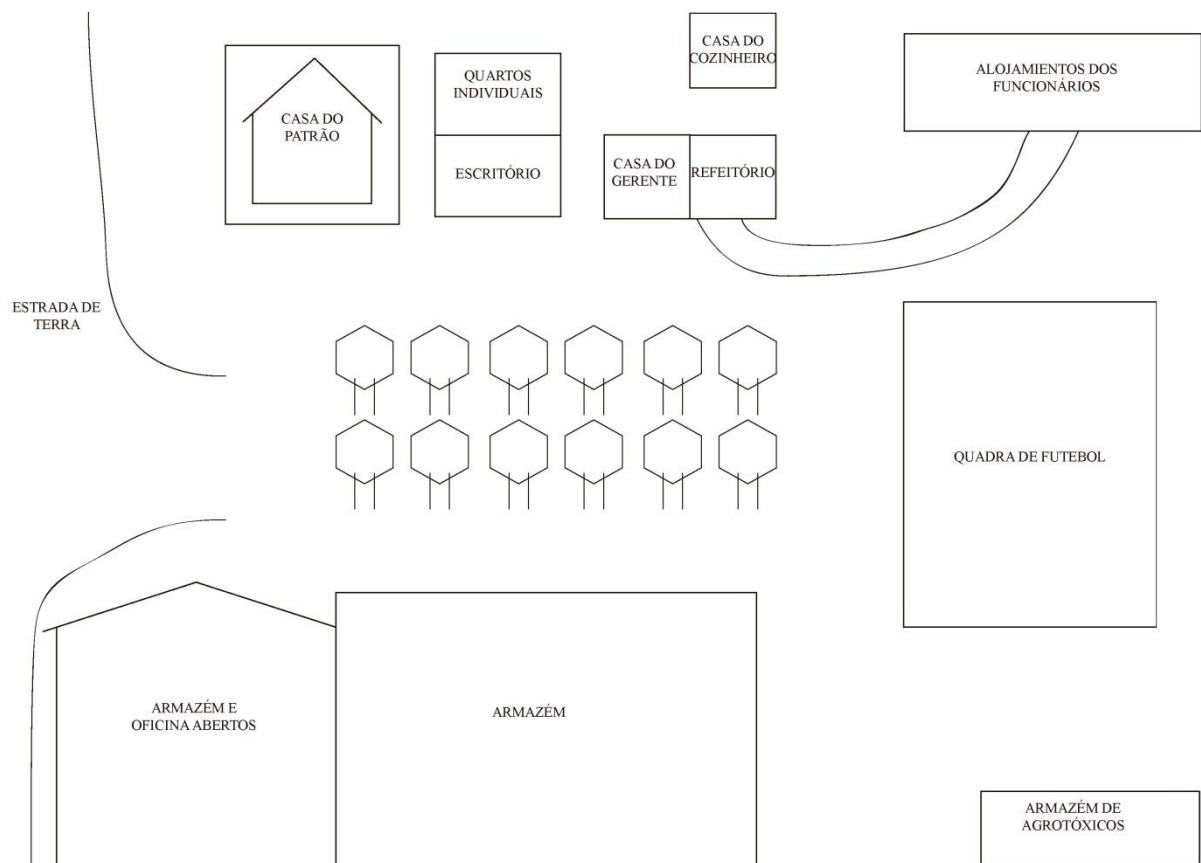 CASA DO
COZINHEIRO
ALOJAMIENTOS DOS
FUNCIONÁRIOS
QUARTOS
INDIVIDUAIS
CASA DO
PATRÃO
ESCRITÓRIO
CASA DO
GERENTE
REFEITÓRIO
ESTRADA DE
TERRA
QUADRA DE FUTEBOL
ARMAZÉM E
OFICINA ABERTOS
ARMAZÉM
ARMAZÉM DE
AGROTÓXICOS